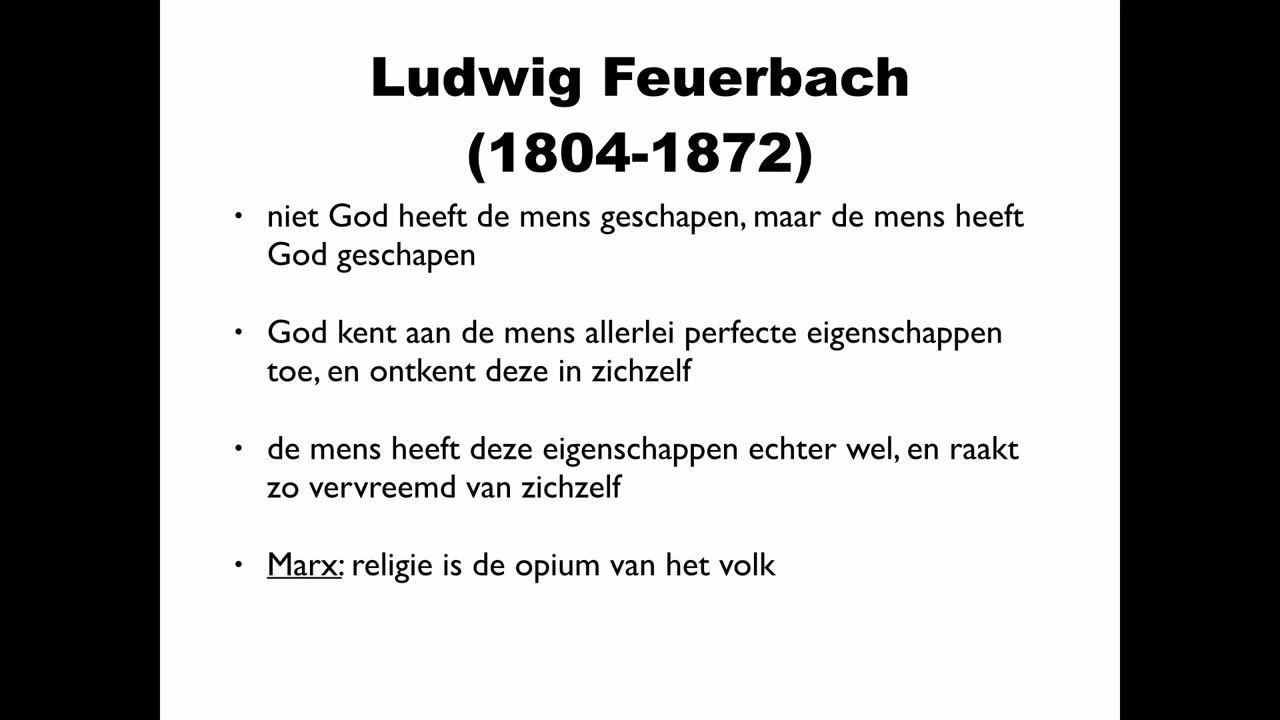 Ludwig Feuerbach
(1804-1872)
• niet God heeft de mens geschapen, maar de mens heeft
God geschapen
• God kent aan de mens allerlei perfecte eigenschappen
toe, en ontkent deze in zichzelf
• de mens heeft deze eigenschappen echter wel, en raakt
zo vervreemd van zichzelf
• Marx: religie is de opium van het volk